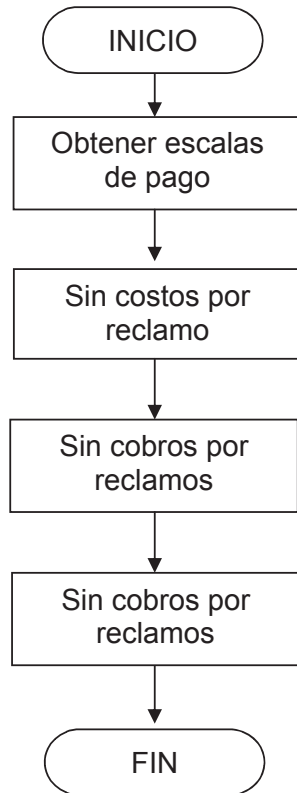 INICIO
Obtener escalas
de pago
Sin costos por
reclamo
Sin cobros por
reclamos
Sin cobros por
reclamos
FIN